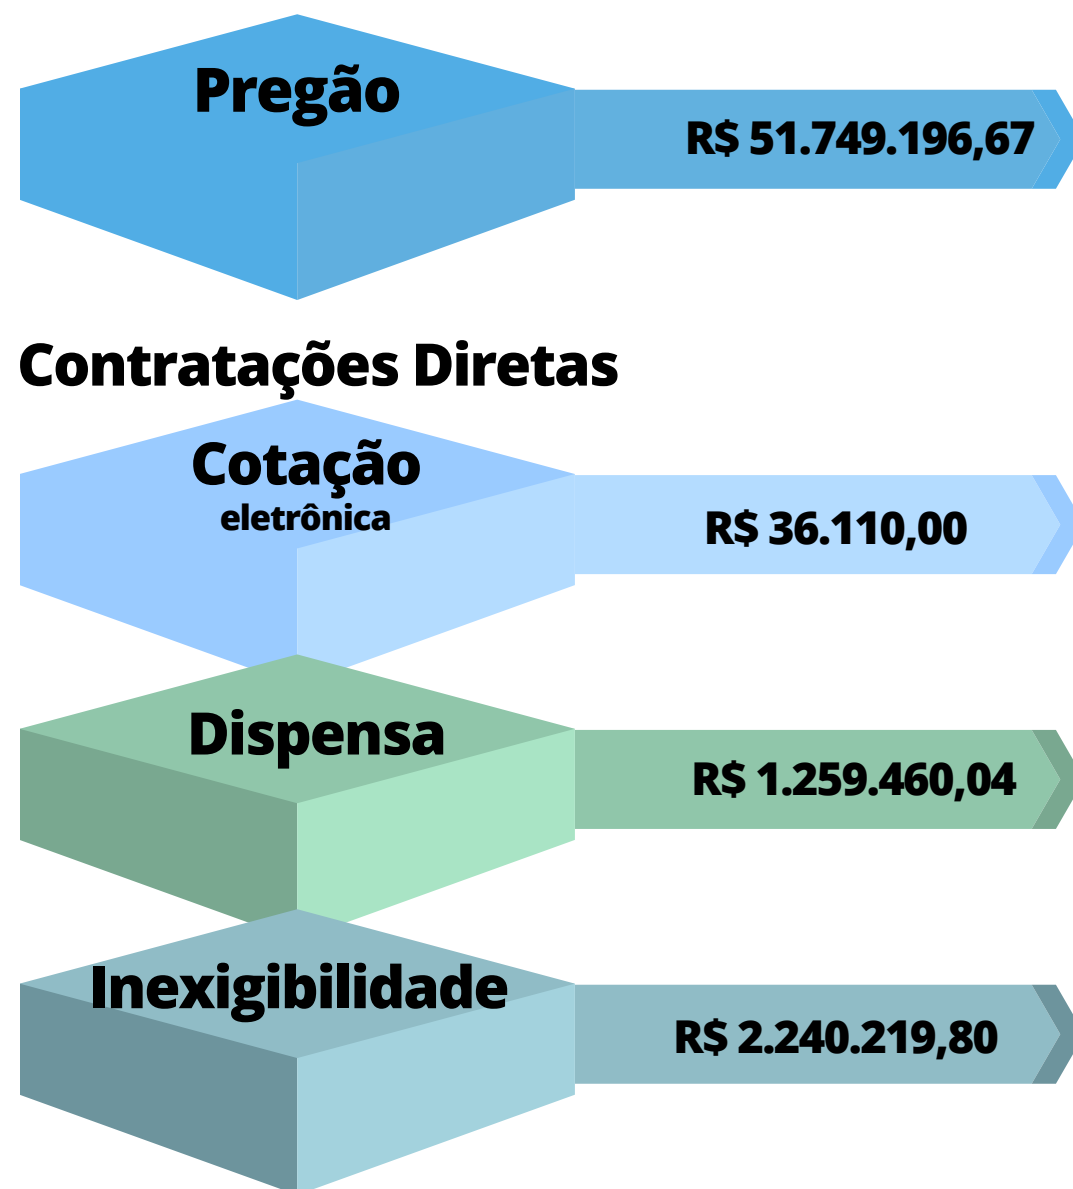 Pregão
R$ 51.749.196,67
Contratações Diretas
Cotação
eletrônica
R$ 36.110,00
Dispensa
R$ 1.259.460,04
Inexigibilidade
R$ 2.240.219,80